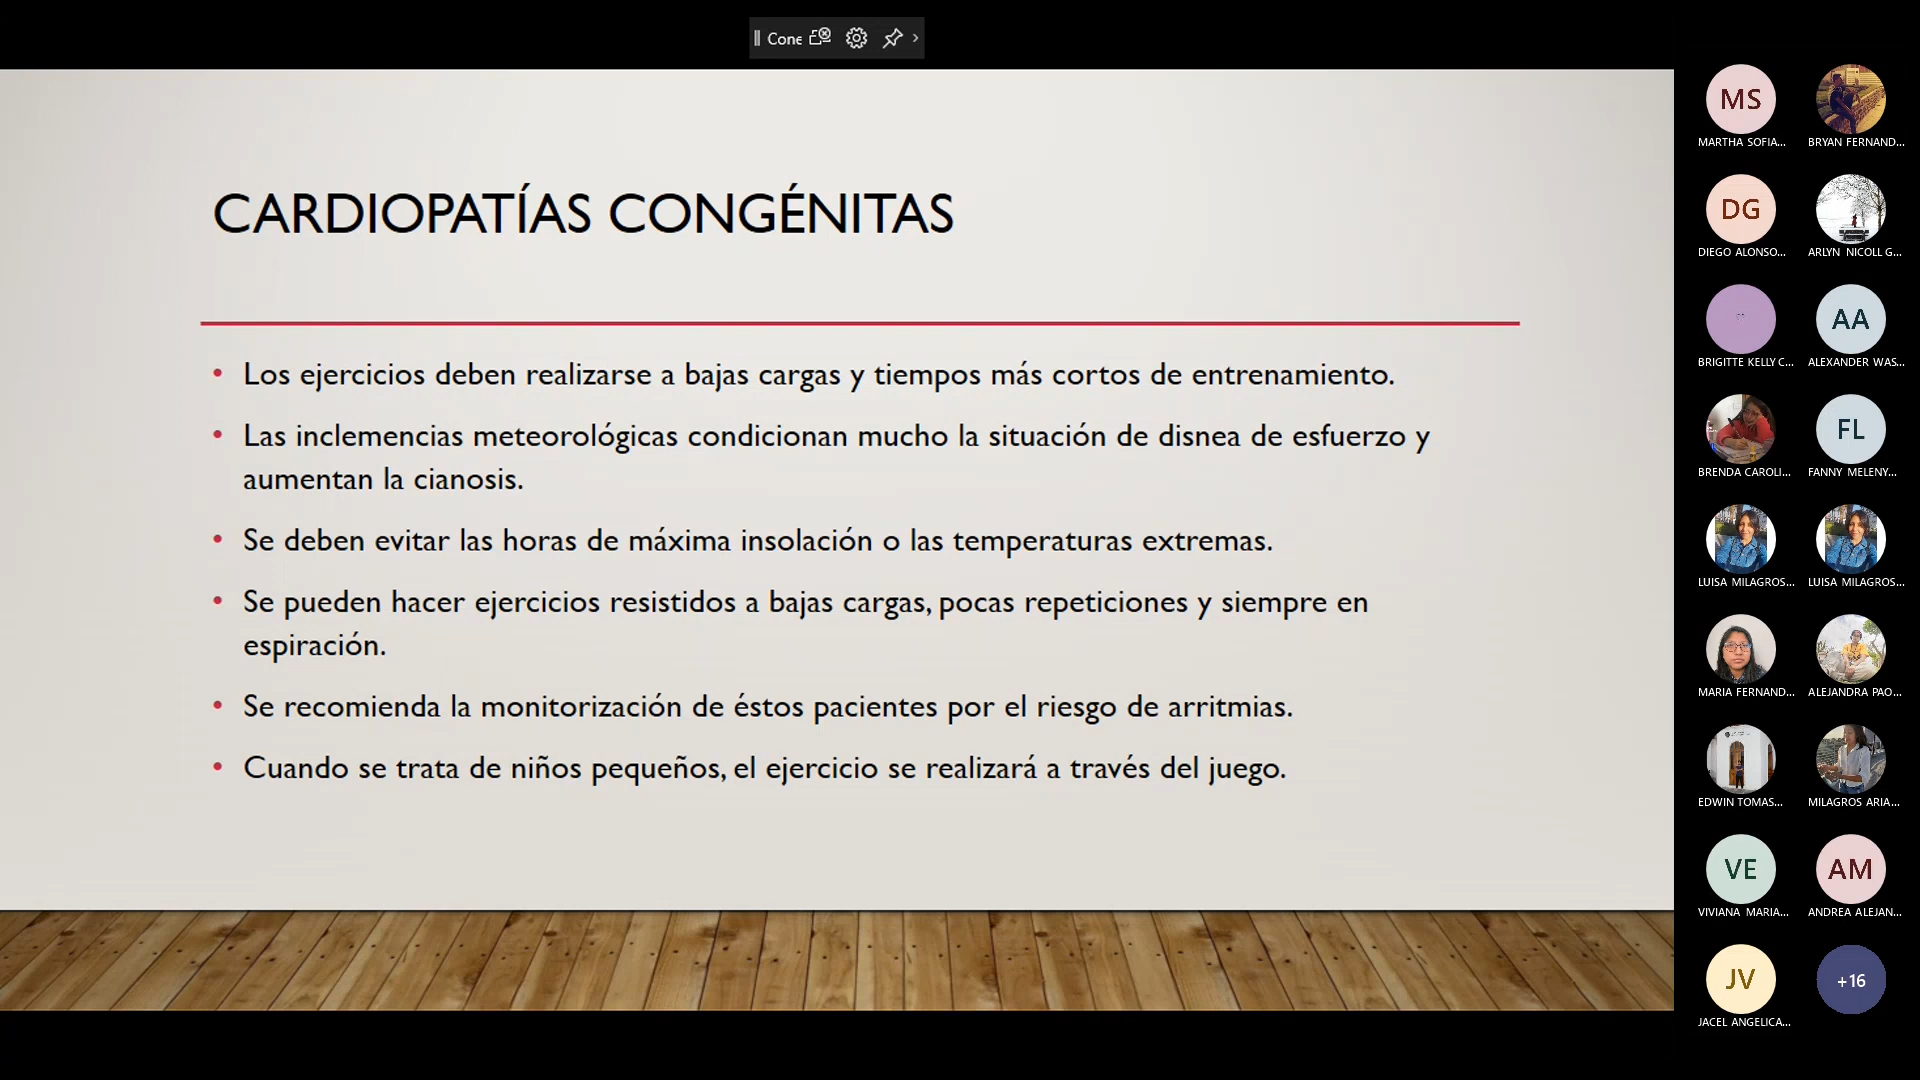 Cone
CARDIOPATÍAS CONGÉNITAS
• Los ejercicios deben realizarse a bajas cargas y tiempos más cortos de entrenamiento.
• Las inclemencias meteorológicas condicionan mucho la situación de disnea de esfuerzo y
aumentan la cianosis.
• Se deben evitar las horas de máxima insolación o las temperaturas extremas.
• Se pueden hacer ejercicios resistidos a bajas cargas, pocas repeticiones y siempre en
espiración.
• Se recomienda la monitorización de éstos pacientes por el riesgo de arritmias.
• Cuando se trata de niños pequeños, el ejercicio se realizará a través del juego.
MS
MARTHA SOFIA...
BRYAN FERNAND...
DG
DIEGO ALONSO...
ARLYN NICOLL G...
BRIGITTE KELLY C...
AA
ALEXANDER WAS...
BRENDA CAROLI...
FL
FANNY MELENY...
LUISA MILAGROS...
LUISA MILAGROS...
MARIA FERNAND...
ALEJANDRA PAO...
EDWIN TOMAS...
MILAGROS ARIA...
VE
VIVIANA MARIA...
AM
ANDREA ALEJAN...
JV
JACEL ANGELICA...
+16